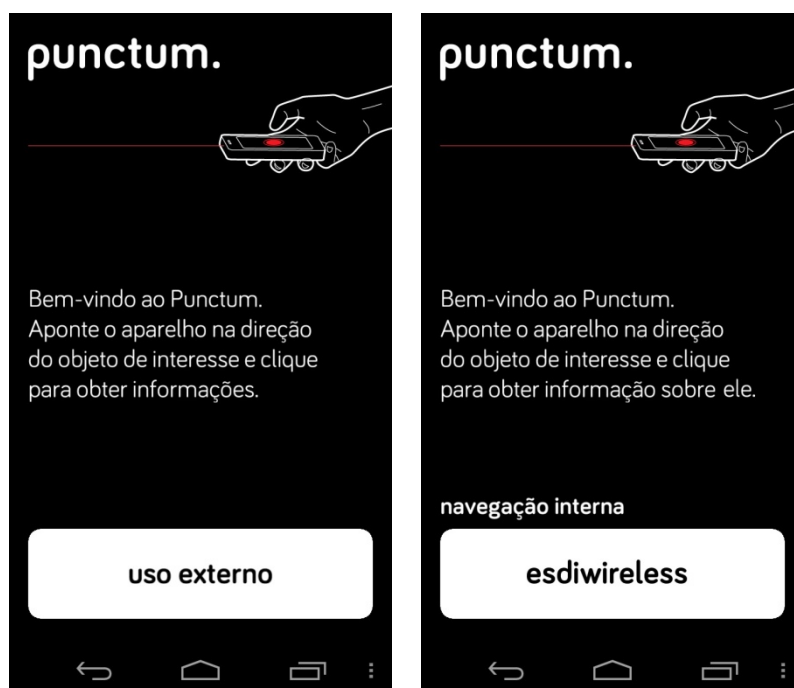 punctum.
Bem-vindo ao Punctum.
Aponte o aparelho na direção
do objeto de interesse e clique
para obter informações.
uso externo
punctum.
Bem-vindo ao Punctum.
Aponte o aparelho na direção
do objeto de interesse e clique
para obter informação sobre ele.
navegação interna
esdiwireless